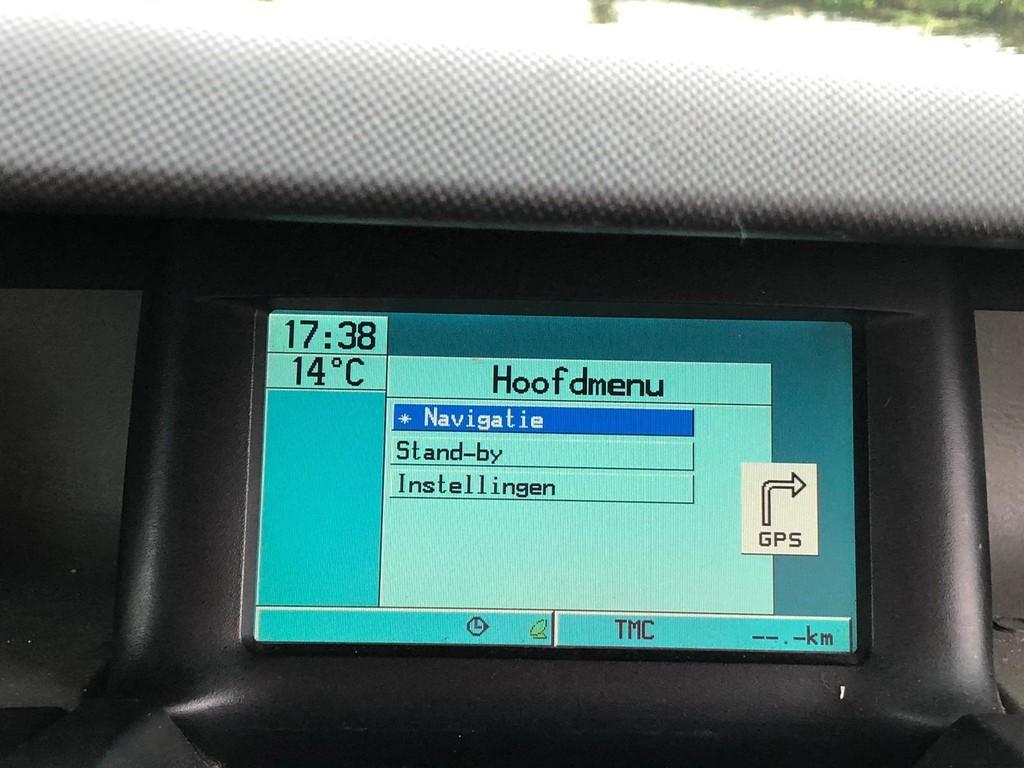 17:38
14°C
Hoofdmenu
* Navigatie
Stand-by
Instellingen
GPS
TMC
--.-km